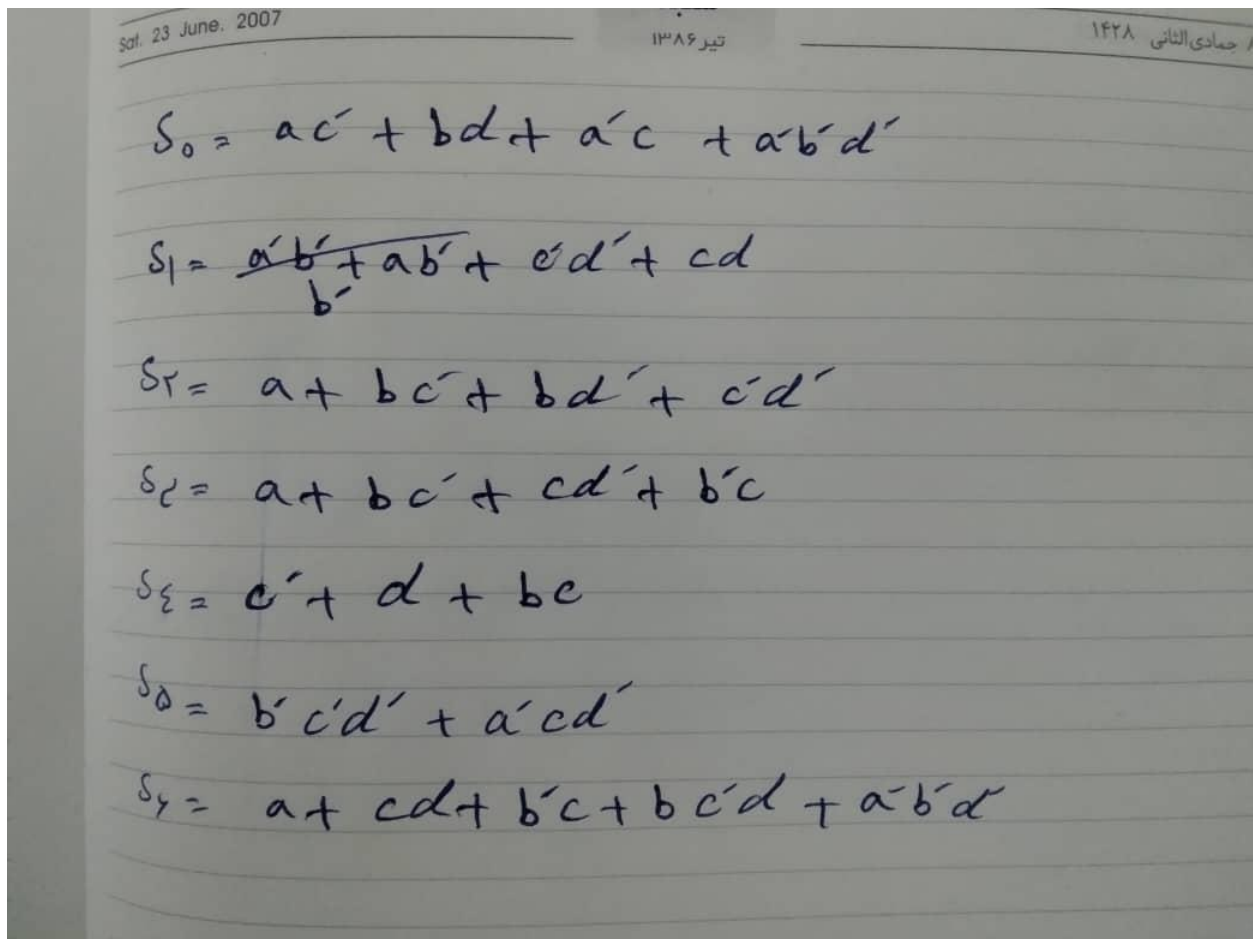 Sat. 23 June. 2007
تیر ۱۳۸۶
جمادی الثانی ۱۴۲۸
S₀ = ac′ + bd + a′c + a′b′d′
S₁ = a′b′ + ab′ + c′d′ + cd
b′
S۲ = a + bc′ + bd′ + c′d′
S۳ = a + bc′ + cd′ + b′c
S٤ = c′ + d + bc
S۵ = b′c′d′ + a′cd′
S۶ = a + cd + b′c + bc′d + a′b′d′